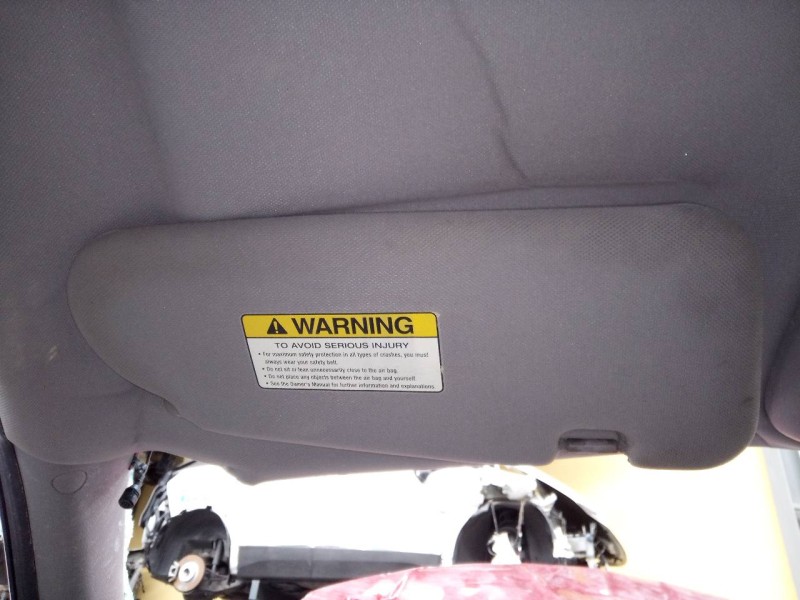 WARNING
TO AVOID SERIOUS INJURY
• For maximum safety protection in all types of crashes, you must
always wear your safety belt.
• Do not sit or lean unnecessarily close to the air bag.
• Do not place any objects between the air bag and yourself.
• See the Owner's Manual for further information and explanations.